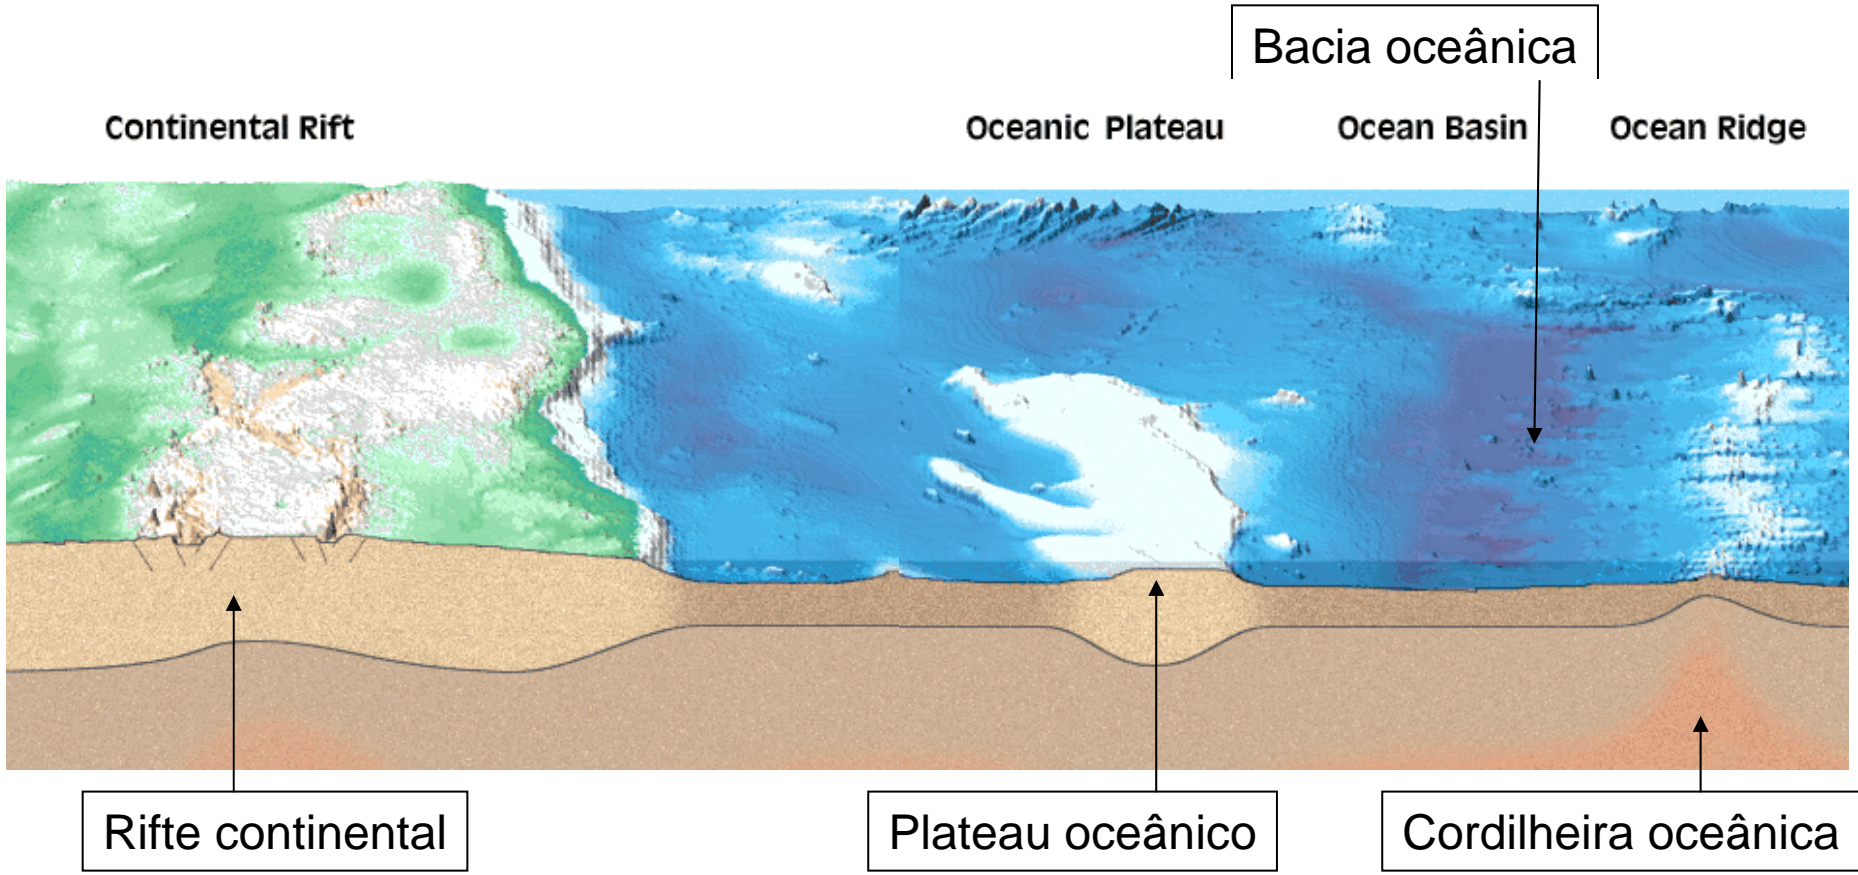 Bacia oceânica
Continental Rift
Oceanic Plateau
Ocean Basin
Ocean Ridge
Rifte continental
Plateau oceânico
Cordilheira oceânica